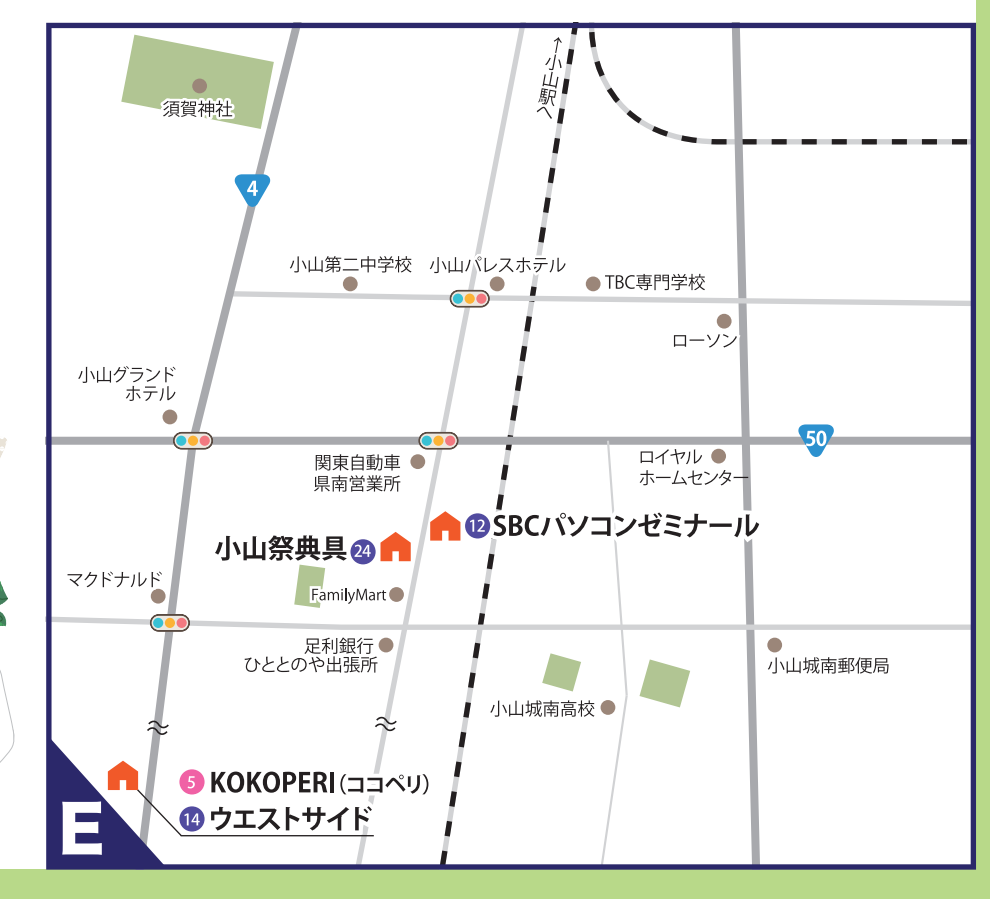 ↑小山駅へ
須賀神社
4
小山第二中学校
小山パレスホテル
TBC専門学校
ローソン
小山グランド
ホテル
50
関東自動車
県南営業所
ロイヤル
ホームセンター
12 SBCパソコンゼミナール
小山祭典具 24
マクドナルド
FamilyMart
足利銀行
ひととのや出張所
小山城南郵便局
小山城南高校
5 KOKOPERI(ココペリ)
14 ウエストサイド
E